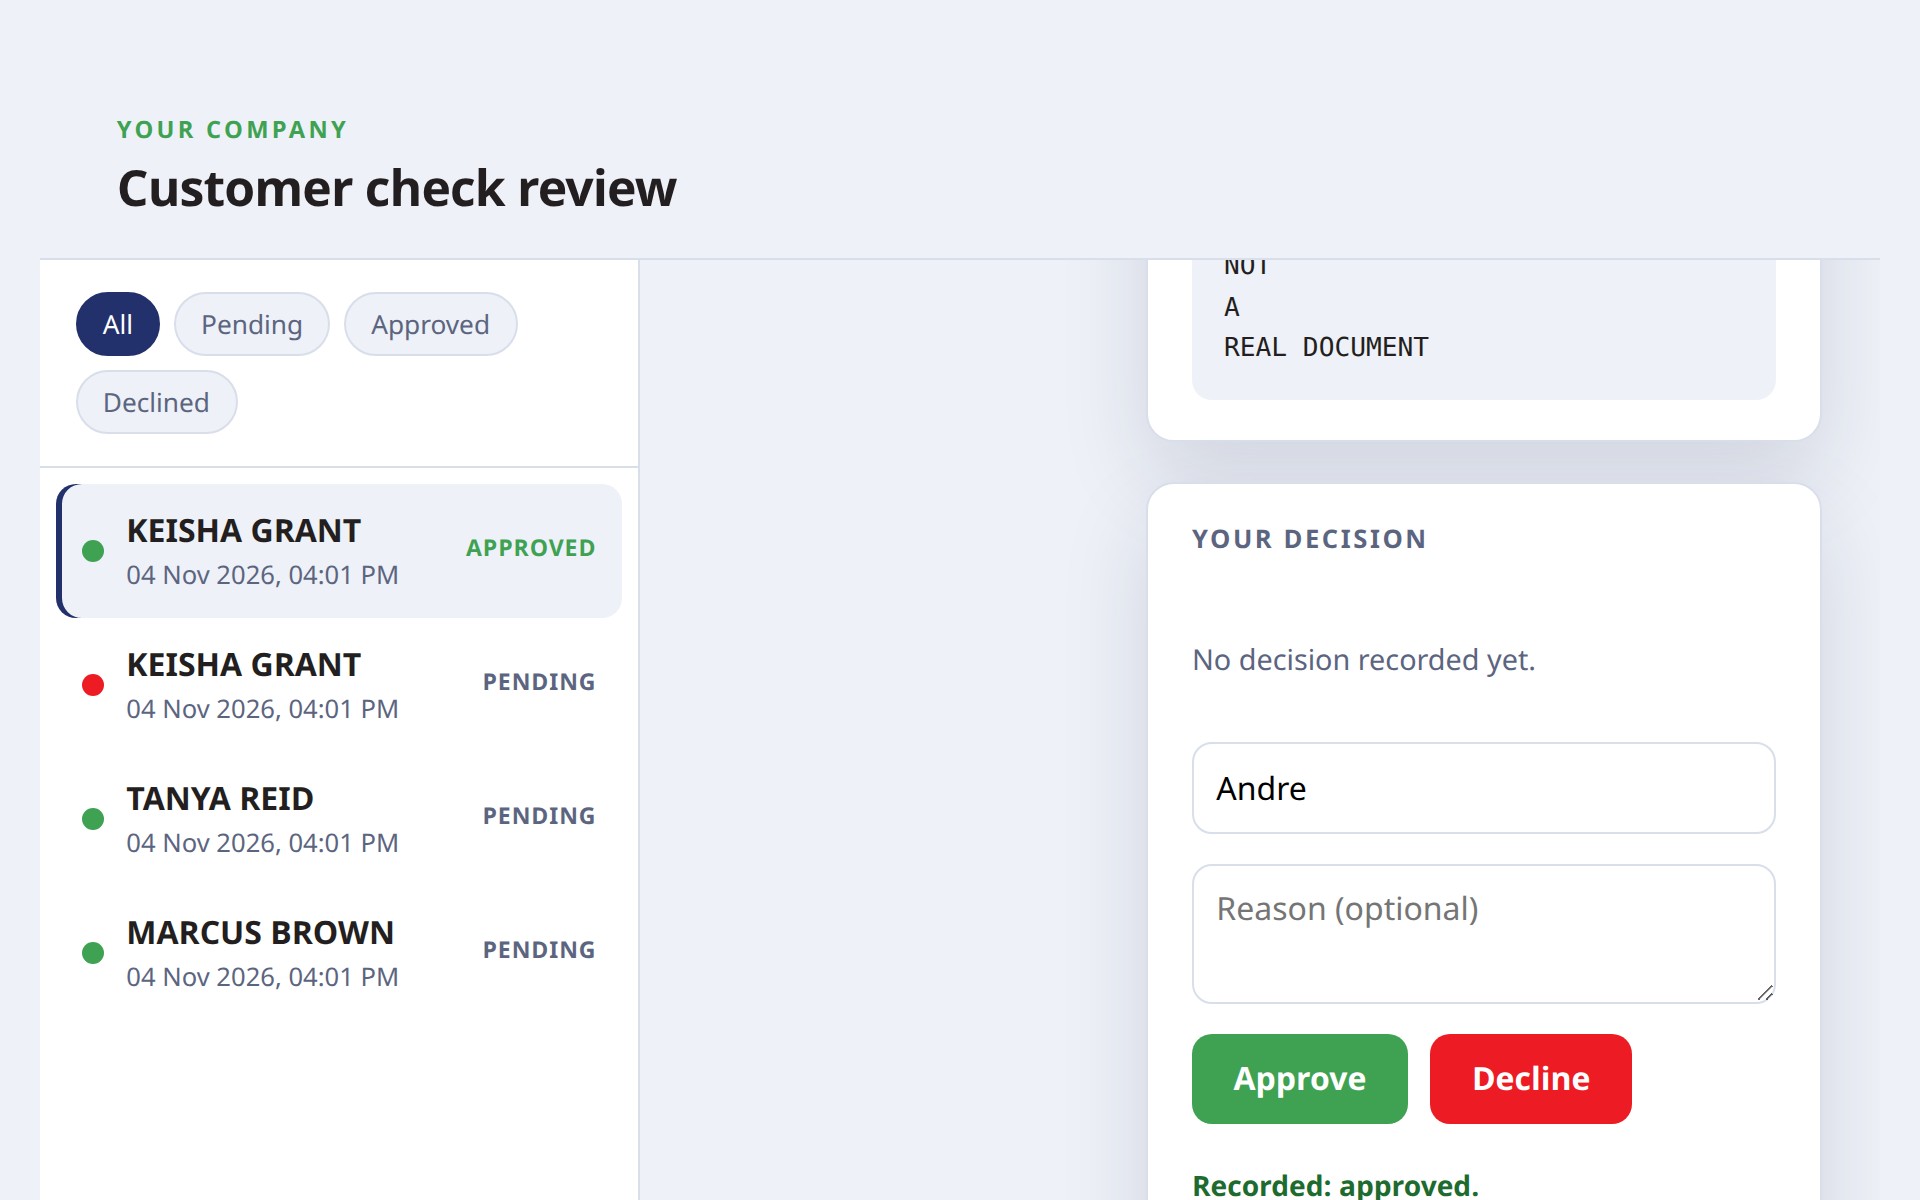 YOUR COMPANY
Customer check review
All
Pending
Approved
Declined
KEISHA GRANT
04 Nov 2026, 04:01 PM
APPROVED
KEISHA GRANT
04 Nov 2026, 04:01 PM
PENDING
TANYA REID
04 Nov 2026, 04:01 PM
PENDING
MARCUS BROWN
04 Nov 2026, 04:01 PM
PENDING
NOT
A
REAL DOCUMENT
YOUR DECISION
No decision recorded yet.
Andre
Reason (optional)
Approve
Decline
Recorded: approved.